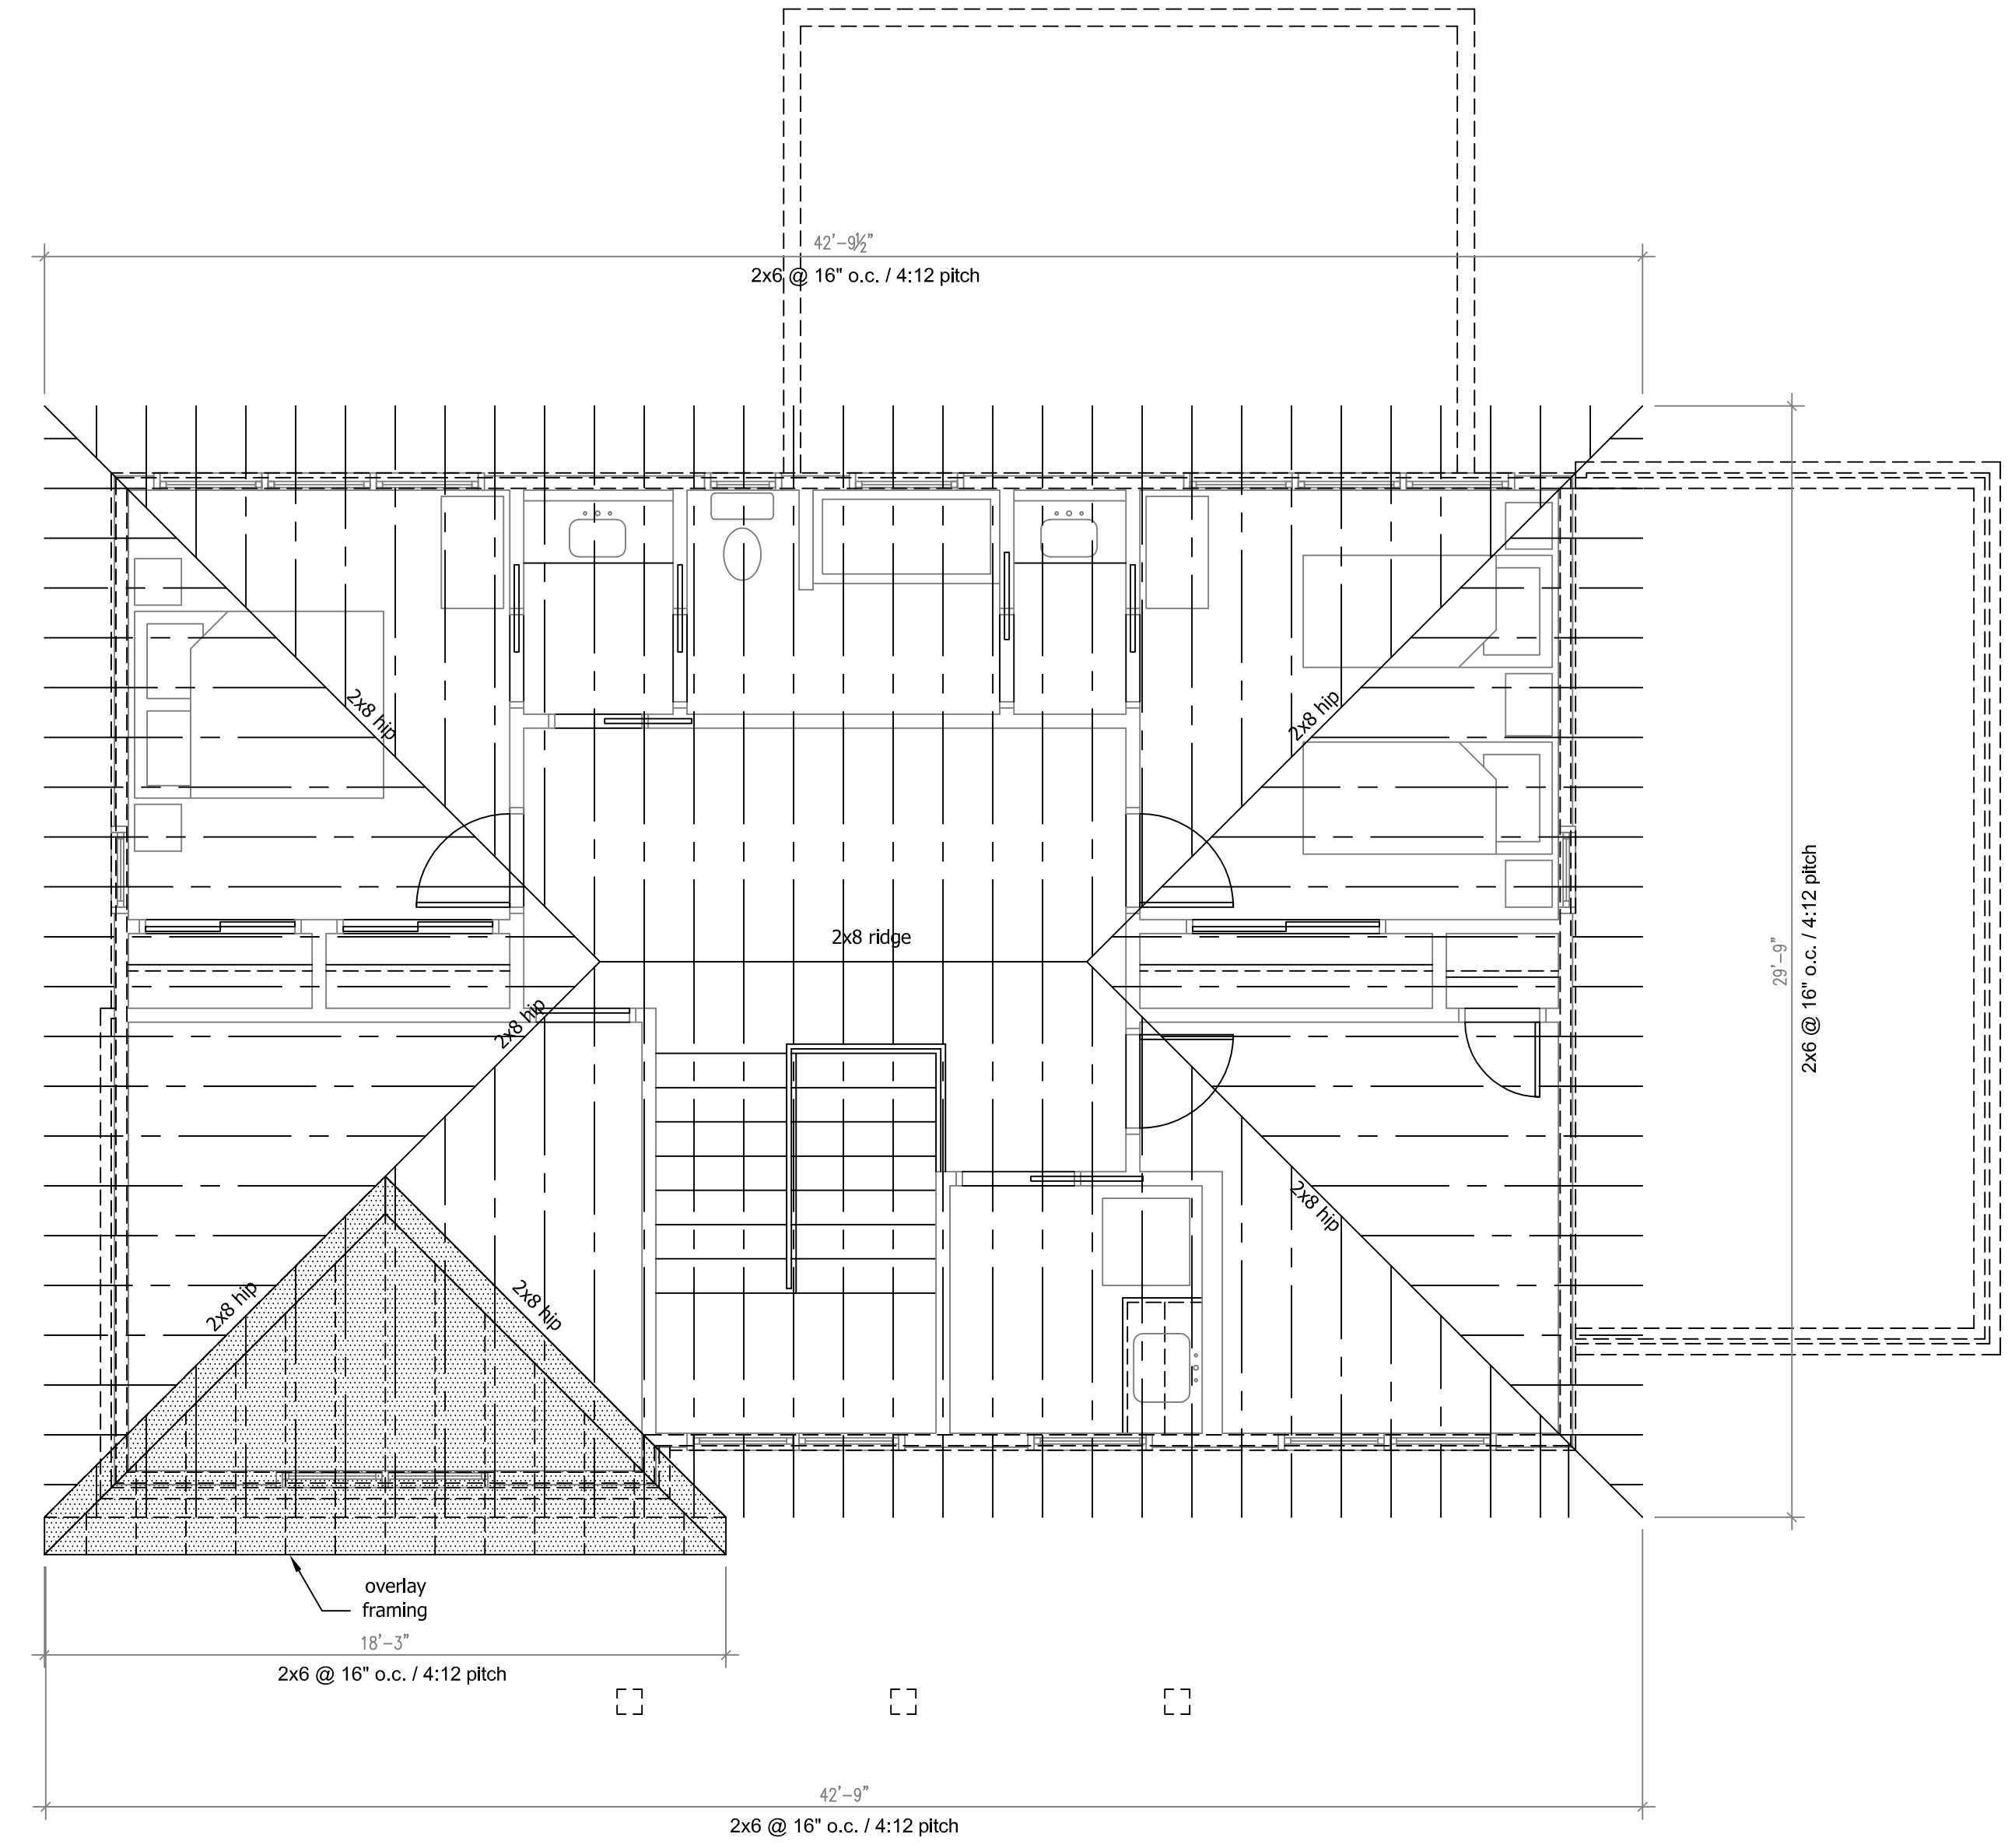 42'-9½"
2x6 @ 16" o.c. / 4:12 pitch
2x8 hip
2x8 hip
2x8 ridge
29'-9"
2x6 @ 16" o.c. / 4:12 pitch
2x8 hip
2x8 hip
2x8 hip
2x8 hip
overlay
framing
18'-3"
2x6 @ 16" o.c. / 4:12 pitch
42'-9"
2x6 @ 16" o.c. / 4:12 pitch